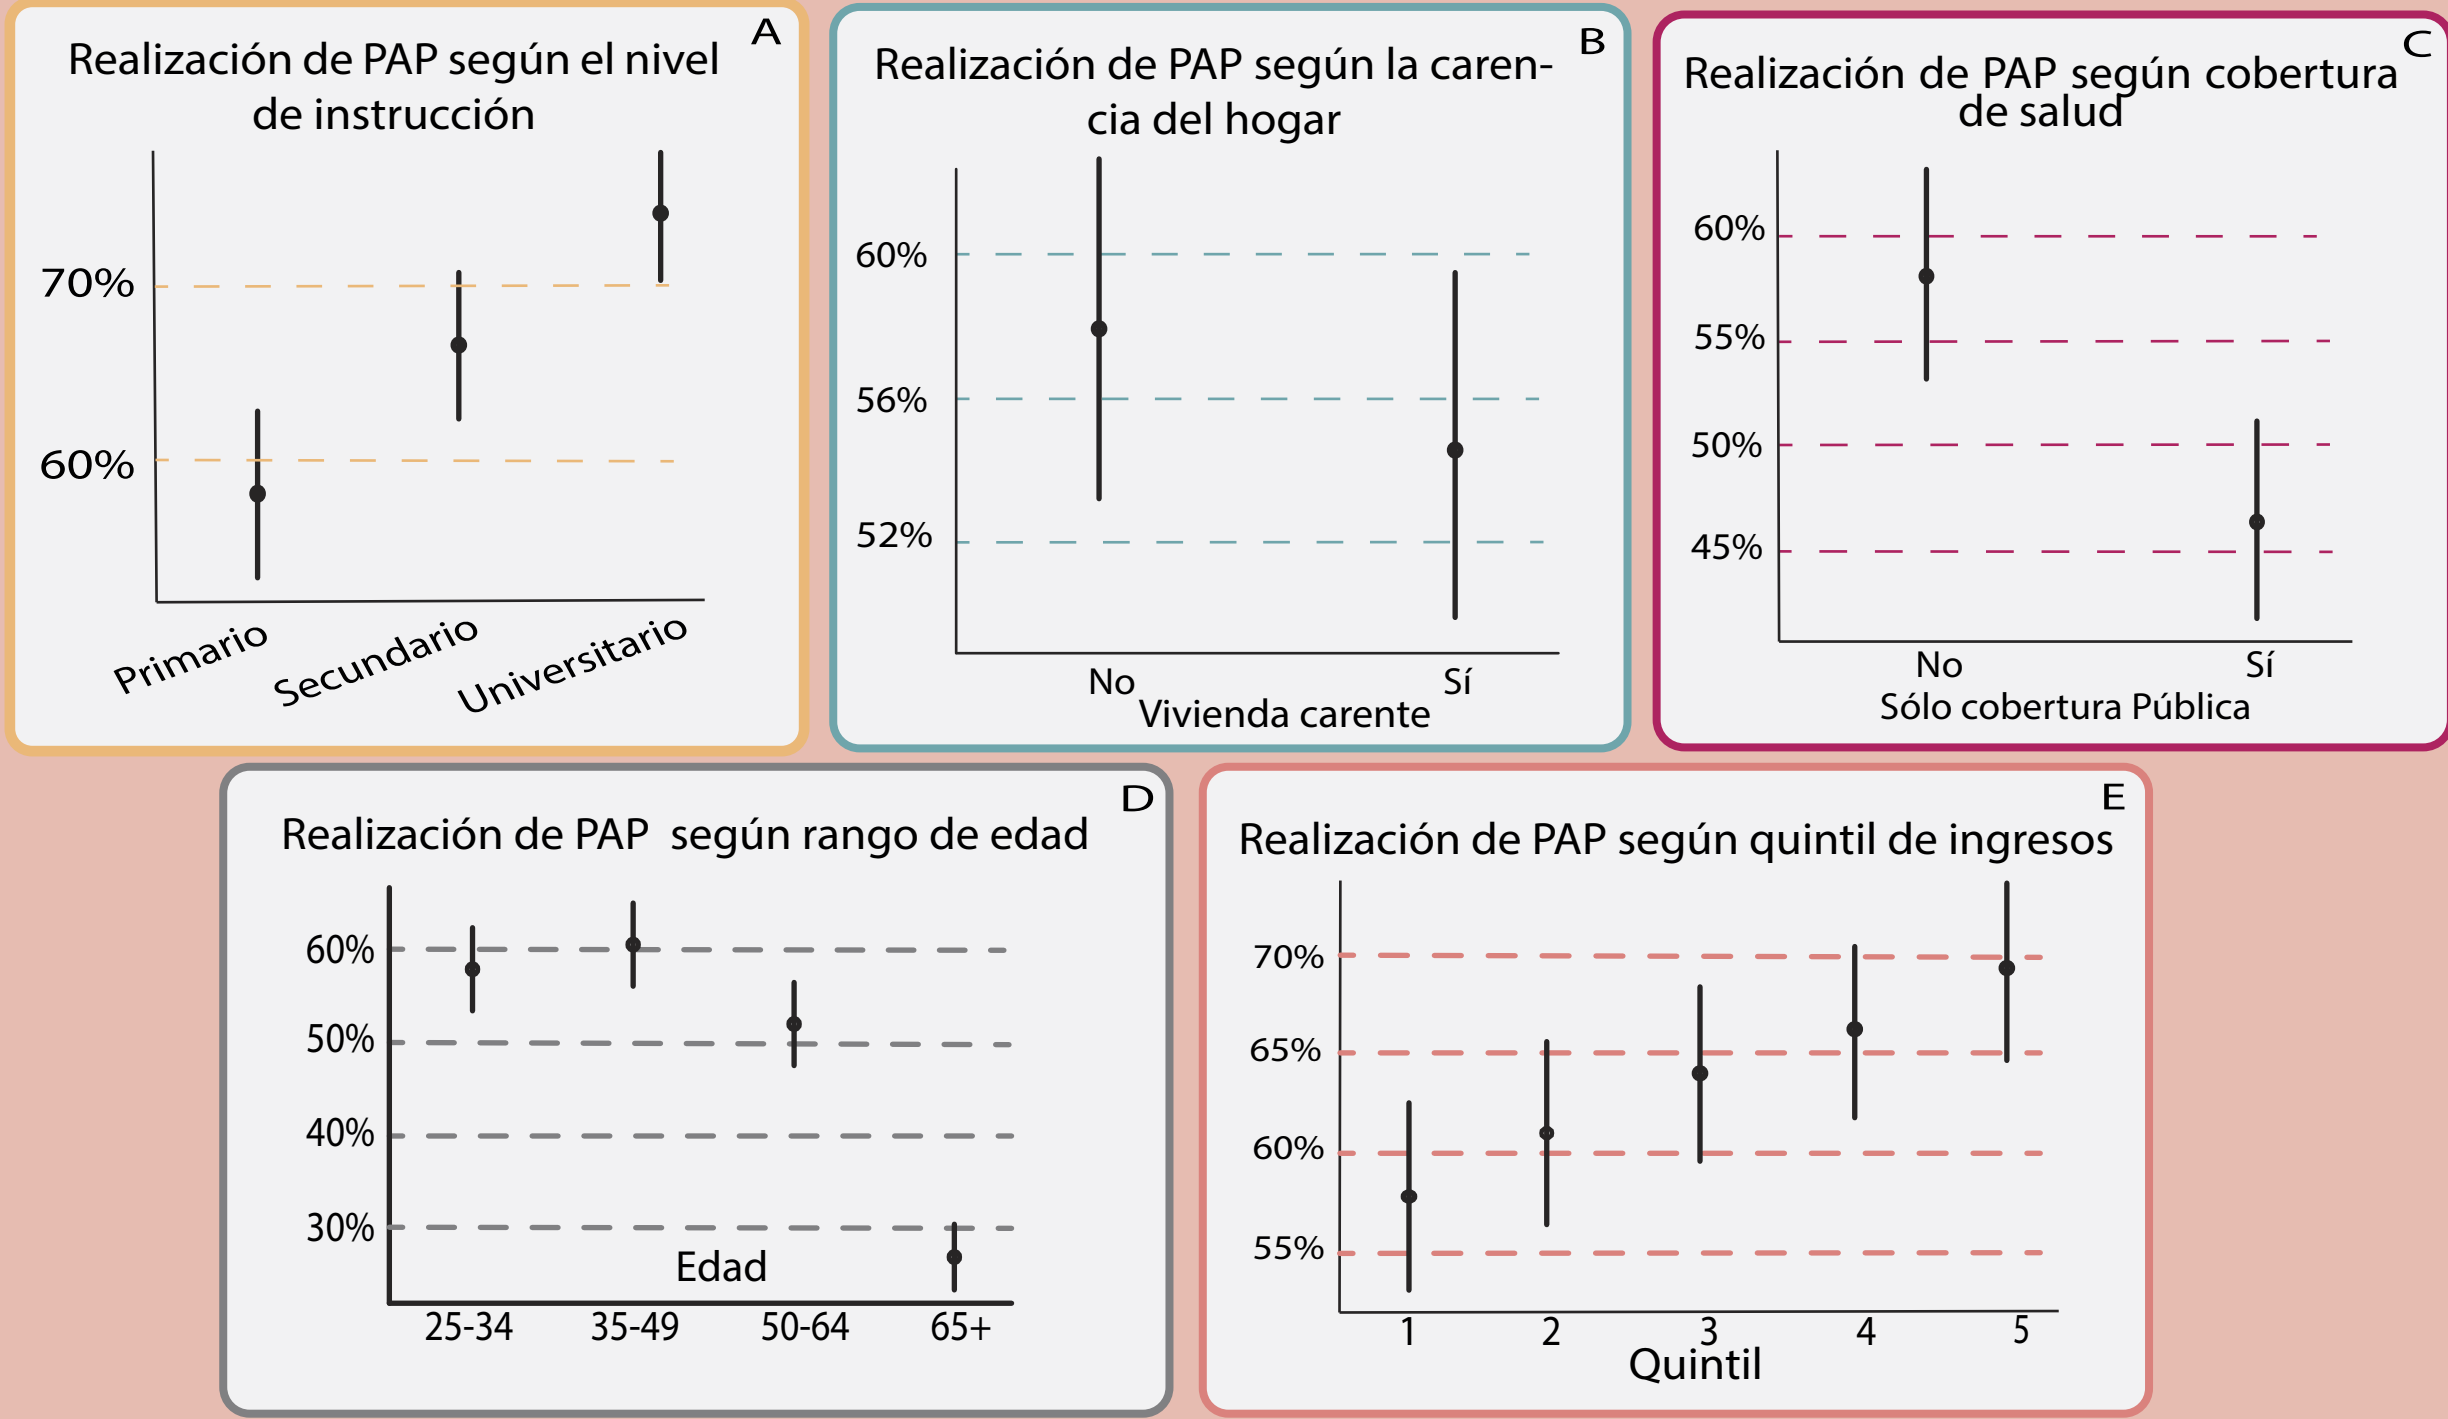 A
Realización de PAP según el nivel
de instrucción
70%
60%
Primario
Secundario
Universitario
B
Realización de PAP según la caren-
cia del hogar
60%
56%
52%
No
Sí
Vivienda carente
C
Realización de PAP según cobertura
de salud
60%
55%
50%
45%
No
Sí
Sólo cobertura Pública
D
Realización de PAP según rango de edad
60%
50%
40%
30%
Edad
25-34
35-49
50-64
65+
E
Realización de PAP según quintil de ingresos
70%
65%
60%
55%
1
2
3
4
5
Quintil